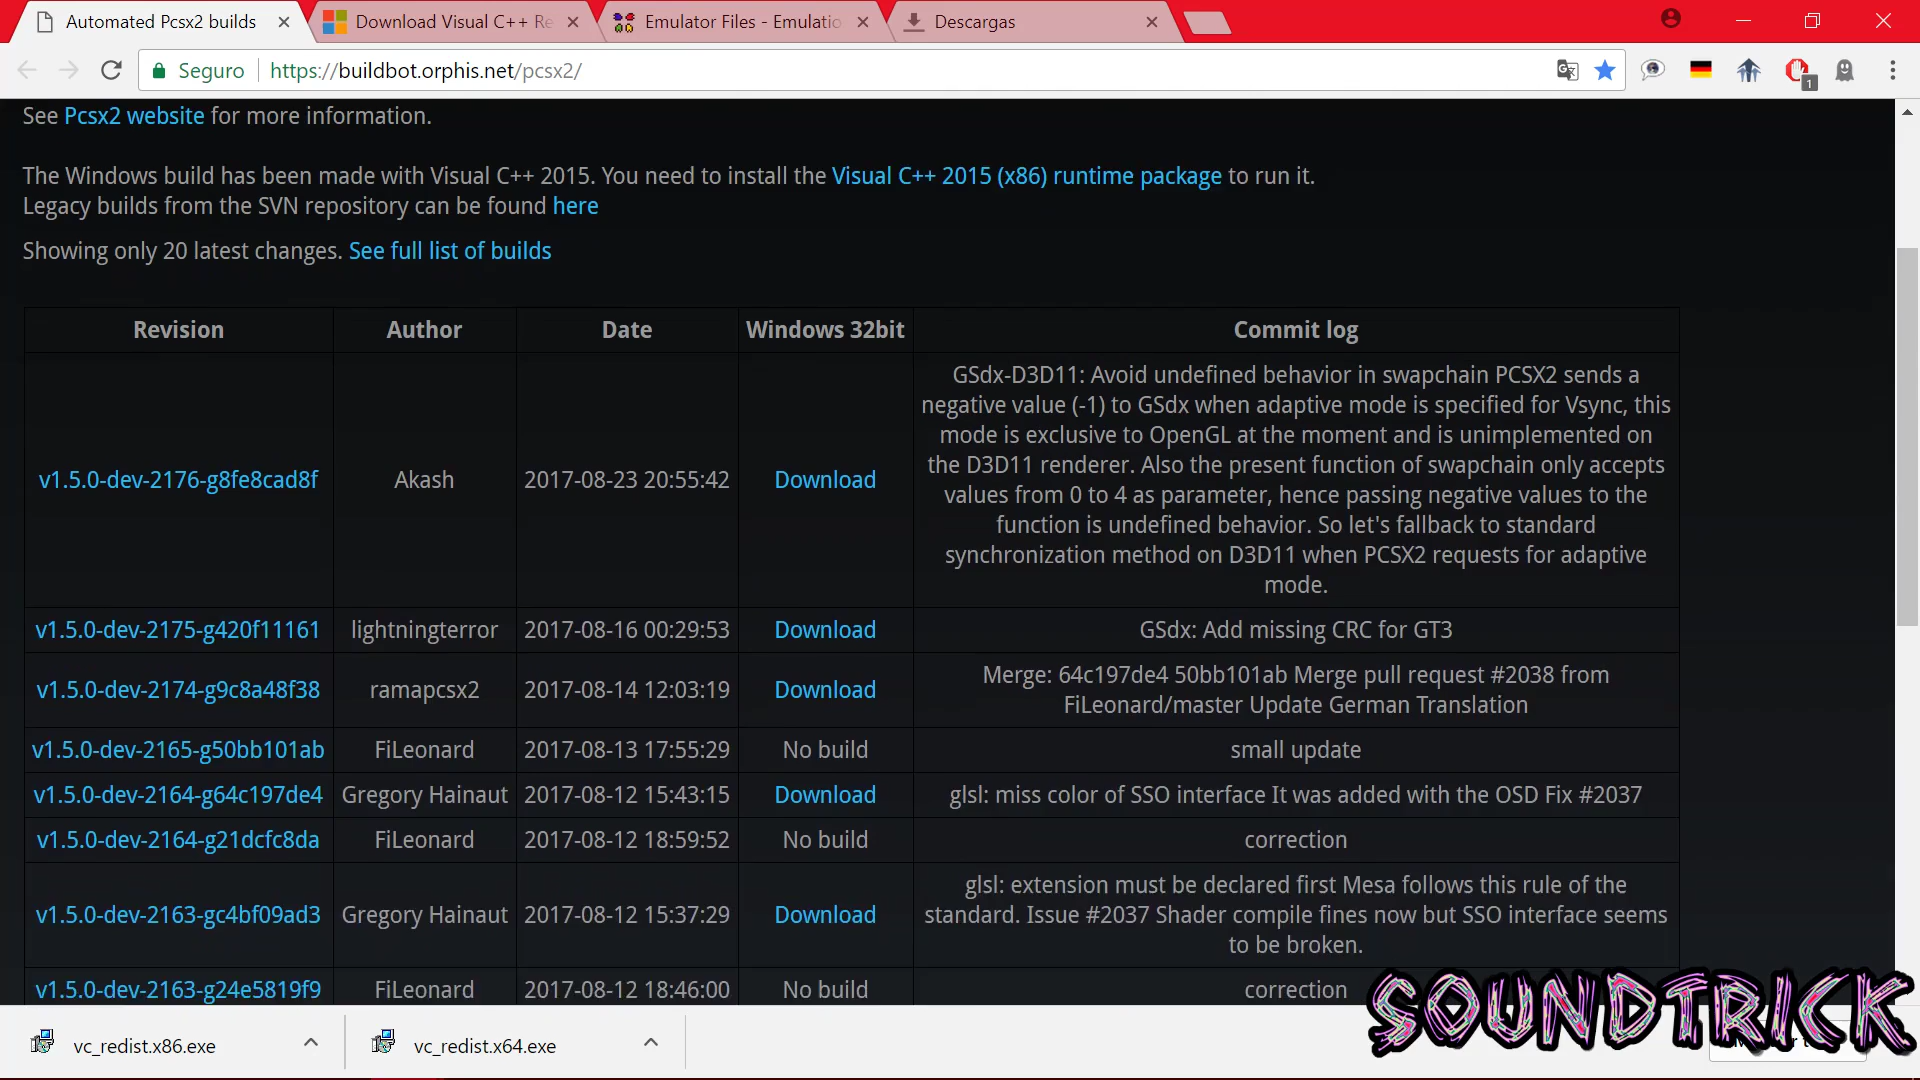 Automated Pcsx2 builds
Download Visual C++ Re
Emulator Files - Emulatio
Descargas
Seguro
https://buildbot.orphis.net/pcsx2/
1
See Pcsx2 website for more information.
The Windows build has been made with Visual C++ 2015. You need to install the Visual C++ 2015 (x86) runtime package to run it.
Legacy builds from the SVN repository can be found here
Showing only 20 latest changes. See full list of builds
Revision Author Date Windows 32bit Commit log
GSdx-D3D11: Avoid undefined behavior in swapchain PCSX2 sends a
negative value (-1) to GSdx when adaptive mode is specified for Vsync, this
mode is exclusive to OpenGL at the moment and is unimplemented on
the D3D11 renderer. Also the present function of swapchain only accepts
v1.5.0-dev-2176-g8fe8cad8f Akash 2017-08-23 20:55:42 Download
values from 0 to 4 as parameter, hence passing negative values to the
function is undefined behavior. So let's fallback to standard
synchronization method on D3D11 when PCSX2 requests for adaptive
mode.
v1.5.0-dev-2175-g420f11161 lightningterror 2017-08-16 00:29:53 Download GSdx: Add missing CRC for GT3
v1.5.0-dev-2174-g9c8a48f38 ramapcsx2 2017-08-14 12:03:19 Download
Merge: 64c197de4 50bb101ab Merge pull request #2038 from
FiLeonard/master Update German Translation
v1.5.0-dev-2165-g50bb101ab FiLeonard 2017-08-13 17:55:29 No build small update
v1.5.0-dev-2164-g64c197de4 Gregory Hainaut 2017-08-12 15:43:15 Download glsl: miss color of SSO interface It was added with the OSD Fix #2037
v1.5.0-dev-2164-g21dcfc8da FiLeonard 2017-08-12 18:59:52 No build correction
glsl: extension must be declared first Mesa follows this rule of the
v1.5.0-dev-2163-gc4bf09ad3 Gregory Hainaut 2017-08-12 15:37:29 Download standard. Issue #2037 Shader compile fines now but SSO interface seems
to be broken.
v1.5.0-dev-2163-g24e5819f9 FiLeonard 2017-08-12 18:46:00 No build correction
vc_redist.x86.exe
vc_redist.x64.exe
SOUNDTRICK